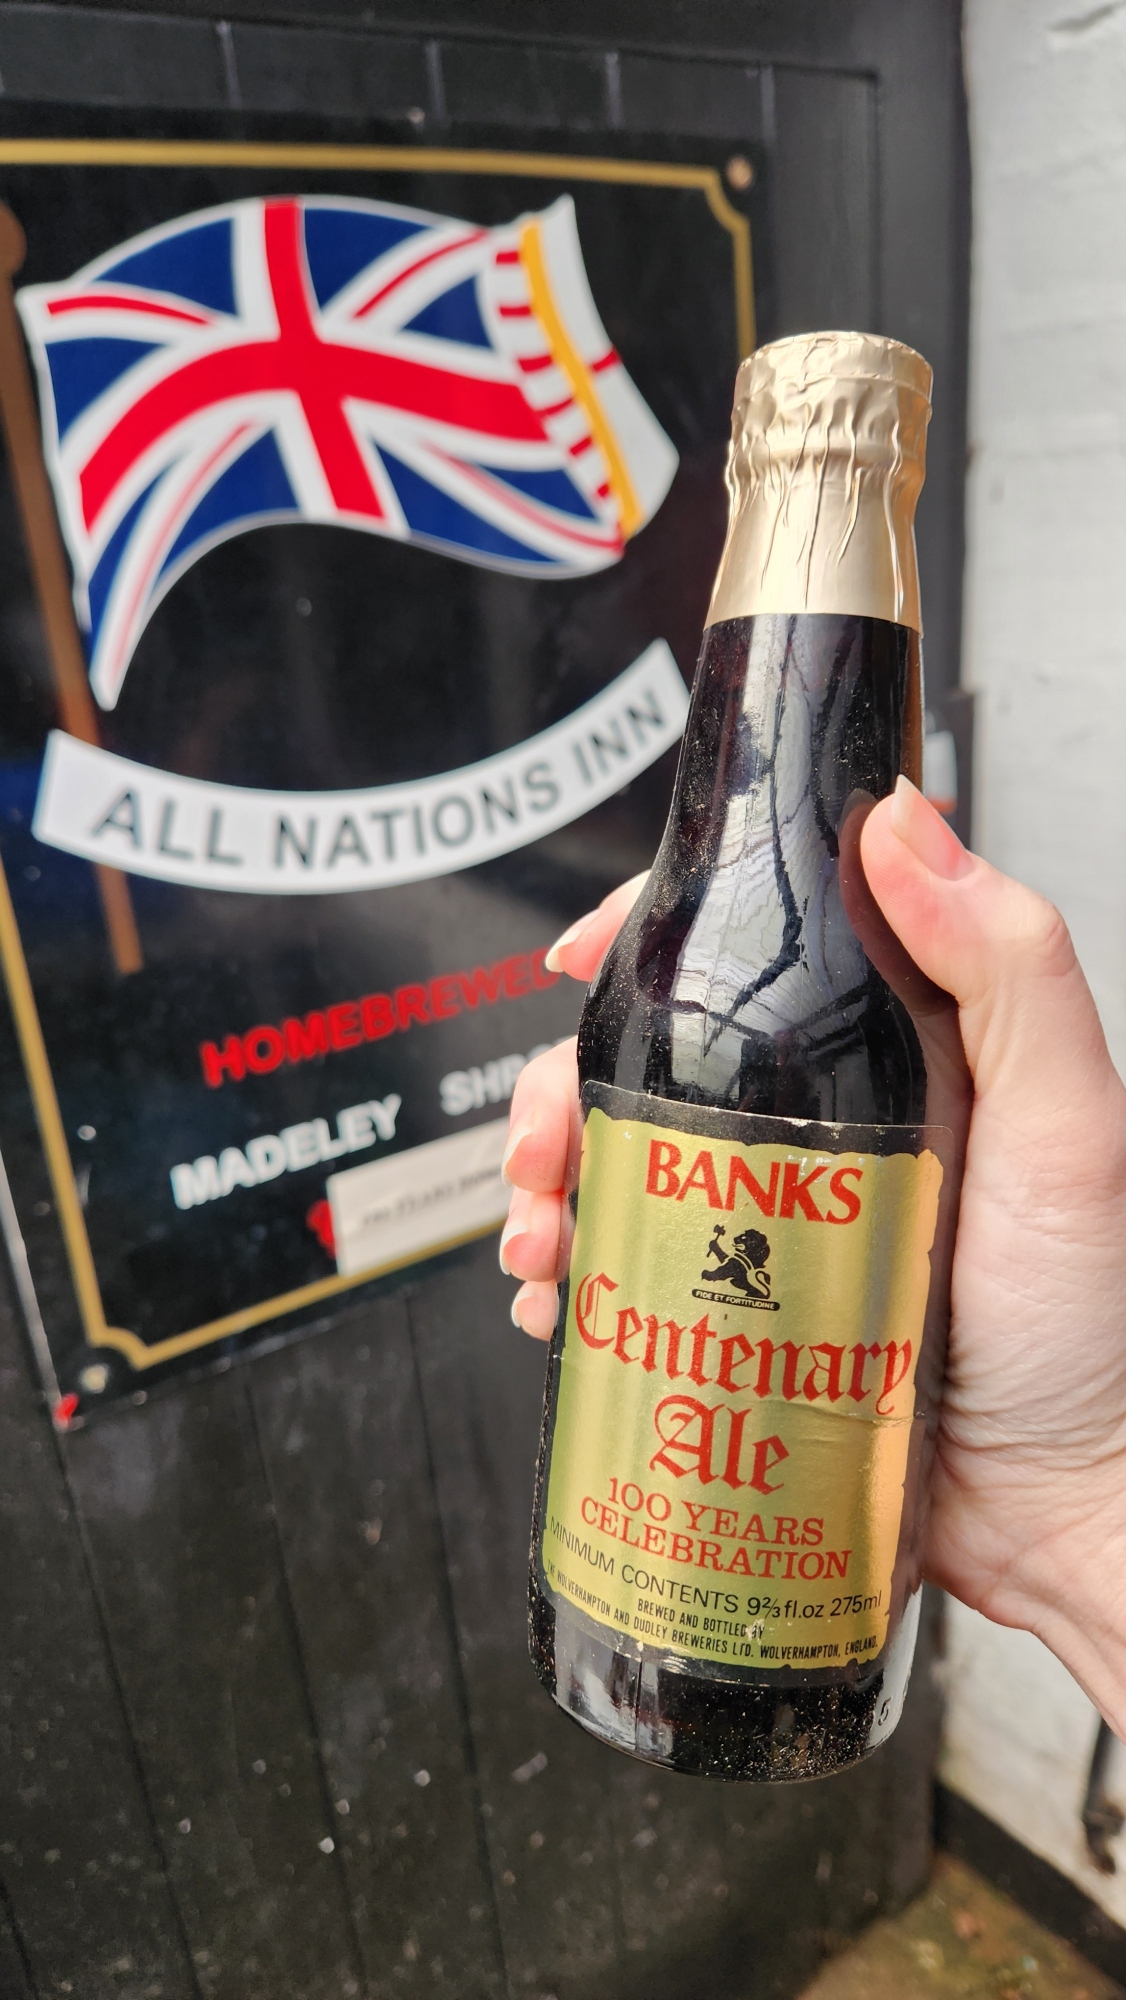 ALL NATIONS INN
HOMEBREWED
MADELEY
BANKS
FIDE ET FORTITUDINE
Centenary
Ale
100 YEARS
CELEBRATION
MINIMUM CONTENTS 9⅔ fl.oz 275ml
BREWED AND BOTTLED BY
THE WOLVERHAMPTON AND DUDLEY BREWERIES LTD. WOLVERHAMPTON, ENGLAND.